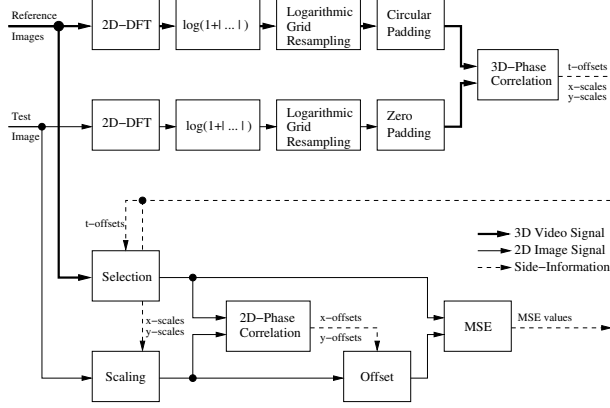 Reference
Images
2D-DFT
log(1+| ... | )
Logarithmic
Grid
Resampling
Circular
Padding
3D-Phase
Correlation
t-offsets
x-scales
y-scales
Test
Image
2D-DFT
log(1+| ... | )
Logarithmic
Grid
Resampling
Zero
Padding
t-offsets
3D Video Signal
2D Image Signal
Side-Information
Selection
x-scales
y-scales
2D-Phase
Correlation
x-offsets
y-offsets
MSE
MSE values
Scaling
Offset